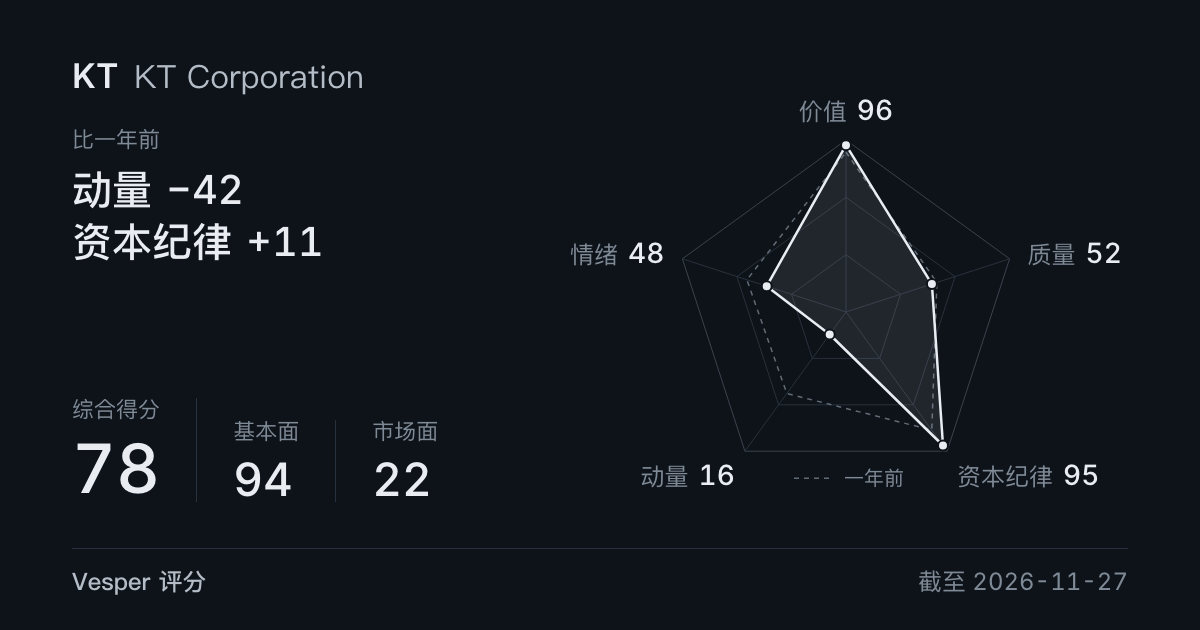 KT KT Corporation
比一年前
动量 −42
资本纪律 +11
综合得分
78
基本面
94
市场面
22
价值 96
质量 52
情绪 48
动量 16
一年前
资本纪律 95
Vesper 评分
截至 2026-11-27